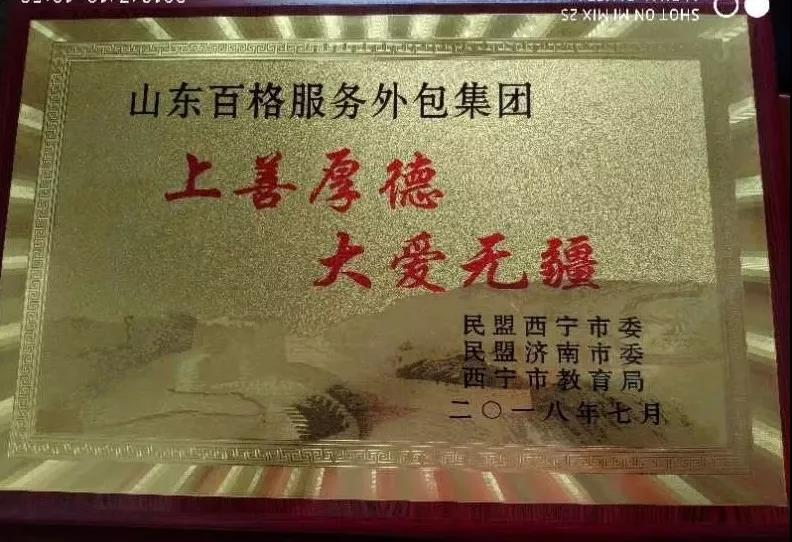 SHOT ON MI MIX 2S
山东百格服务外包集团
上善厚德
大爱无疆
民盟西宁市委
民盟济南市委
西宁市教育局
二〇一八年七月